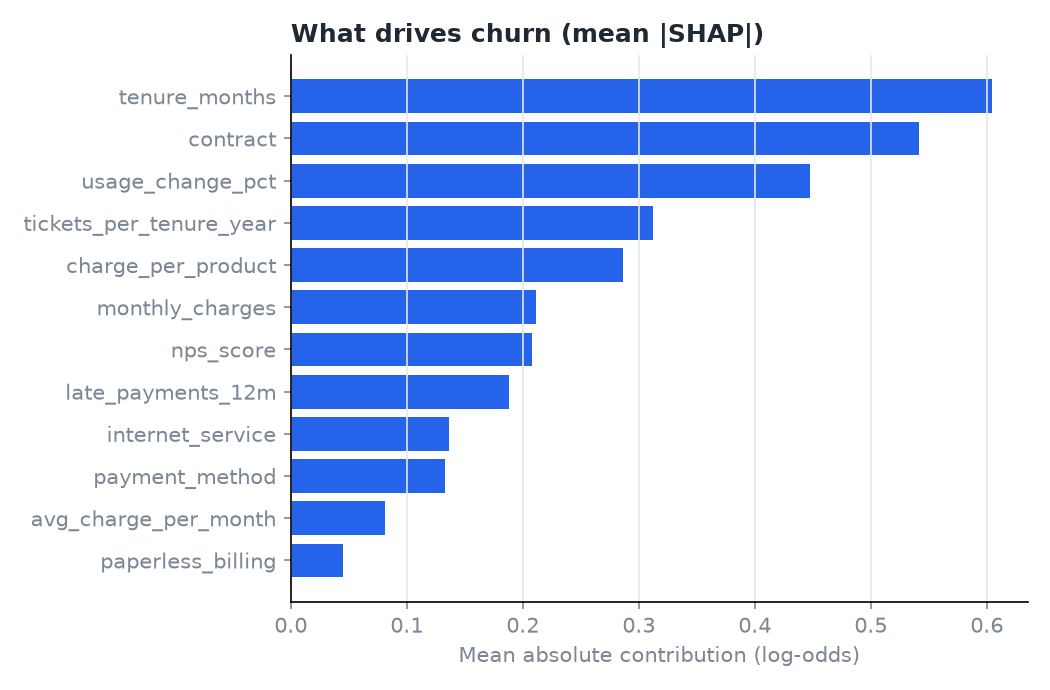 What drives churn (mean |SHAP|)
tenure_months
contract
usage_change_pct
tickets_per_tenure_year
charge_per_product
monthly_charges
nps_score
late_payments_12m
internet_service
payment_method
avg_charge_per_month
paperless_billing
0.0 0.1 0.2 0.3 0.4 0.5 0.6
Mean absolute contribution (log-odds)